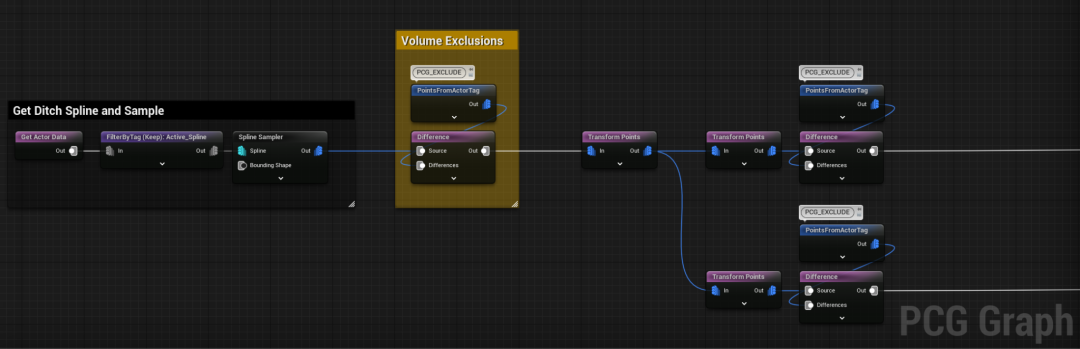 Volume Exclusions
PCG_EXCLUDE
PointsFromActorTag
Out
Get Ditch Spline and Sample
Get Actor Data
Out
FilterByTag (Keep): Active_Spline
In Out
Spline Sampler
Spline Out
Bounding Shape
Difference
Source Out
Differences
Transform Points
In Out
Transform Points
In Out
PCG_EXCLUDE
PointsFromActorTag
Out
Difference
Source Out
Differences
PCG_EXCLUDE
PointsFromActorTag
Out
Transform Points
In Out
Difference
Source Out
Differences
PCG Graph